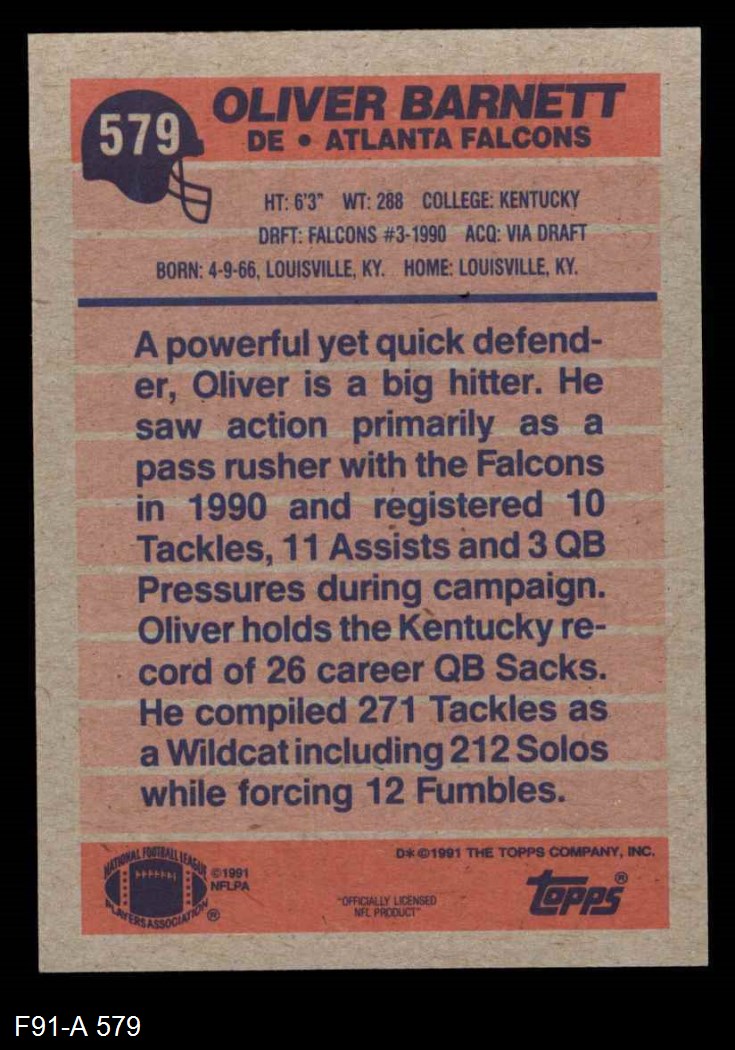 579
OLIVER BARNETT
DE • ATLANTA FALCONS
HT: 6'3" WT: 288 COLLEGE: KENTUCKY
DRFT: FALCONS #3-1990 ACQ: VIA DRAFT
BORN: 4-9-66, LOUISVILLE, KY. HOME: LOUISVILLE, KY.
A powerful yet quick defend-
er, Oliver is a big hitter. He
saw action primarily as a
pass rusher with the Falcons
in 1990 and registered 10
Tackles, 11 Assists and 3 QB
Pressures during campaign.
Oliver holds the Kentucky re-
cord of 26 career QB Sacks.
He compiled 271 Tackles as
a Wildcat including 212 Solos
while forcing 12 Fumbles.
D*©1991 THE TOPPS COMPANY, INC.
NATIONAL FOOTBALL LEAGUE
PLAYERS ASSOCIATION ®
©1991
NFLPA
"OFFICIALLY LICENSED
NFL PRODUCT"
Topps®
F91-A 579